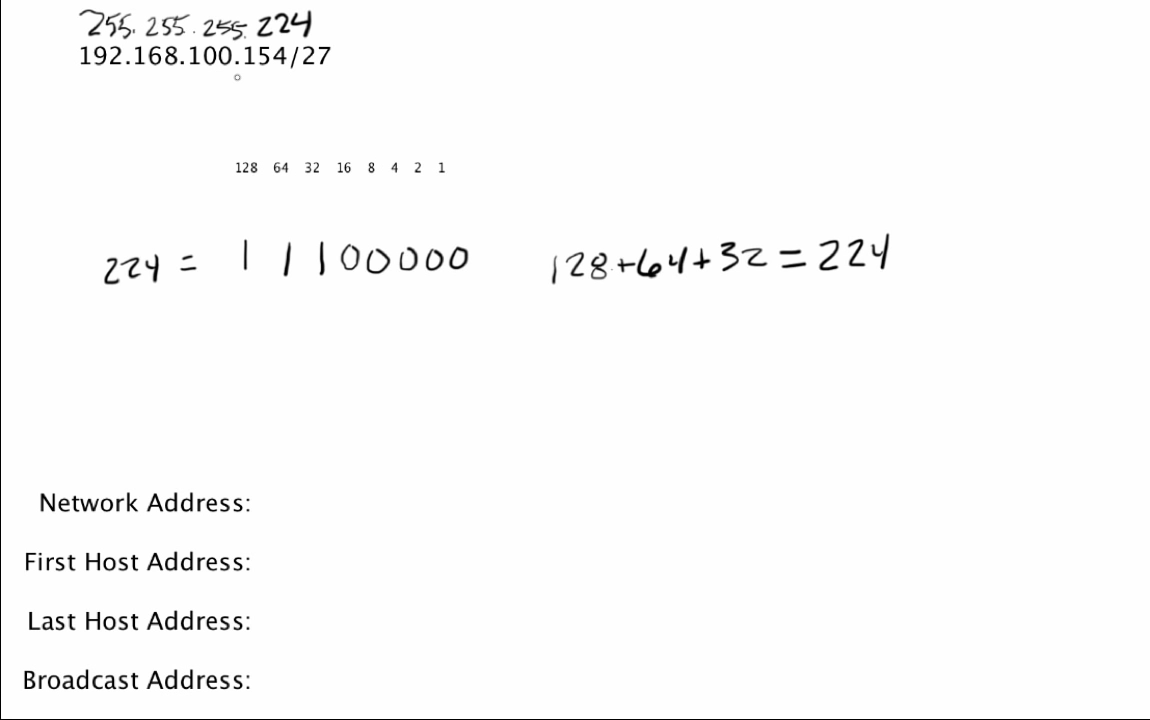 255.255.255.224
192.168.100.154/27
128 64 32 16 8 4 2 1
224 = 11100000 128+64+32=224
Network Address:
First Host Address:
Last Host Address:
Broadcast Address: